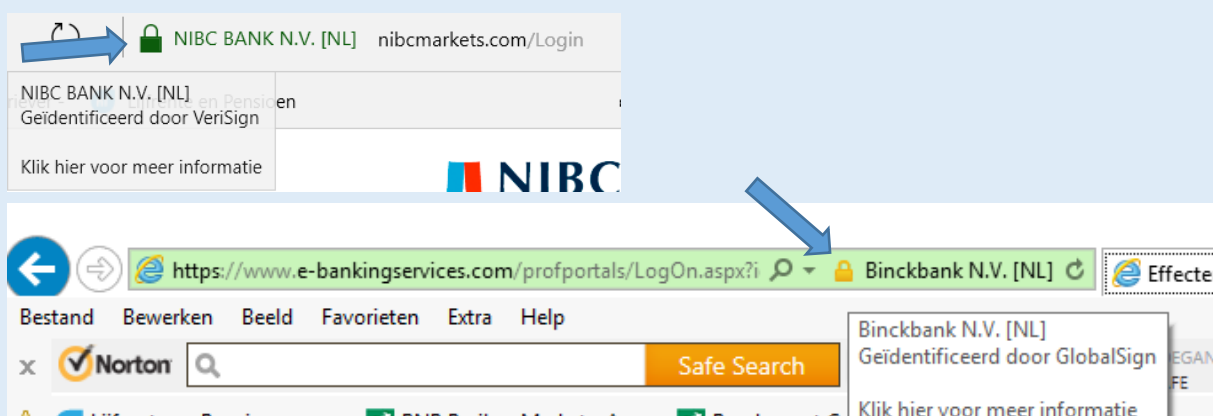 NIBC BANK N.V. [NL] nibcmarkets.com/Login
NIBC BANK N.V. [NL]
Geïdentificeerd door VeriSign
en Pensioen
Klik hier voor meer informatie
NIBC
https://www.e-bankingservices.com/profportals/LogOn.aspx?i
Binckbank N.V. [NL]
Effecte
Bestand Bewerken Beeld Favorieten Extra Help
x Norton
Safe Search
Binckbank N.V. [NL]
Geïdentificeerd door GlobalSign
Klik hier voor meer informatie